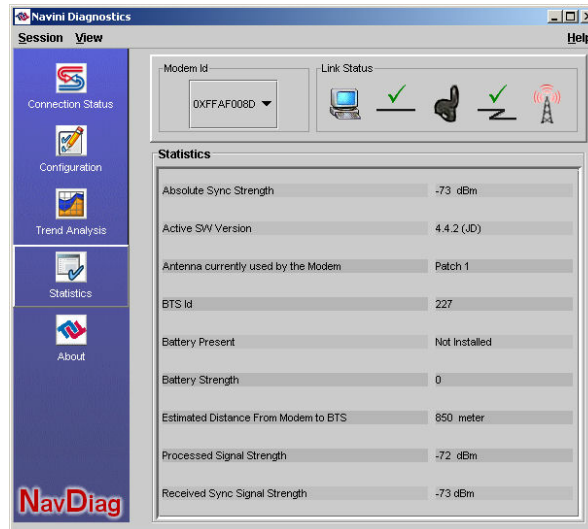 Navini Diagnostics
Session View Help
Connection Status
Configuration
Trend Analysis
Statistics
About
NavDiag
Modem Id
0XFFAF008D
Link Status
Statistics
Absolute Sync Strength -73 dBm
Active SW Version 4.4.2 (JD)
Antenna currently used by the Modem Patch 1
BTS Id 227
Battery Present Not Installed
Battery Strength 0
Estimated Distance From Modem to BTS 850 meter
Processed Signal Strength -72 dBm
Received Sync Signal Strength -73 dBm